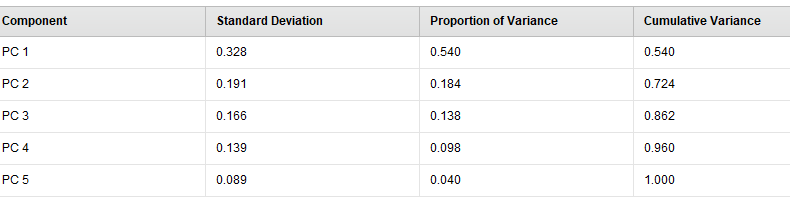 Component Standard Deviation Proportion of Variance Cumulative Variance
PC 1 0.328 0.540 0.540
PC 2 0.191 0.184 0.724
PC 3 0.166 0.138 0.862
PC 4 0.139 0.098 0.960
PC 5 0.089 0.040 1.000